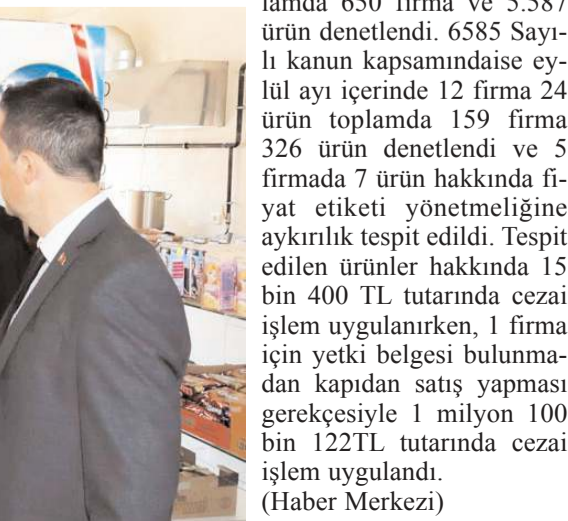 lamda 650 firma ve 5.587
ürün denetlendi. 6585 Sayı-
lı kanun kapsamındaise ey-
lül ayı içerinde 12 firma 24
ürün toplamda 159 firma
326 ürün denetlendi ve 5
firmada 7 ürün hakkında fi-
yat etiketi yönetmeliğine
aykırılık tespit edildi. Tespit
edilen ürünler hakkında 15
bin 400 TL tutarında cezai
işlem uygulanırken, 1 firma
için yetki belgesi bulunma-
dan kapıdan satış yapması
gerekçesiyle 1 milyon 100
bin 122TL tutarında cezai
işlem uygulandı.
(Haber Merkezi)